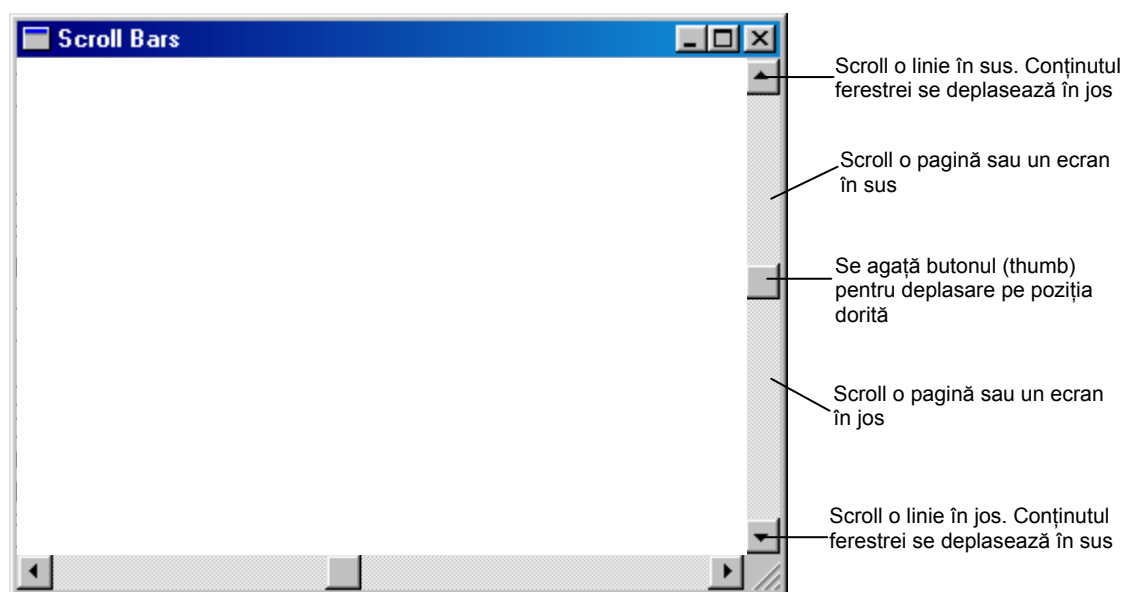 Scroll Bars
Scroll o linie în sus. Conținutul
ferestrei se deplasează în jos
Scroll o pagină sau un ecran
în sus
Se agață butonul (thumb)
pentru deplasare pe poziția
dorită
Scroll o pagină sau un ecran
în jos
Scroll o linie în jos. Conținutul
ferestrei se deplasează în sus